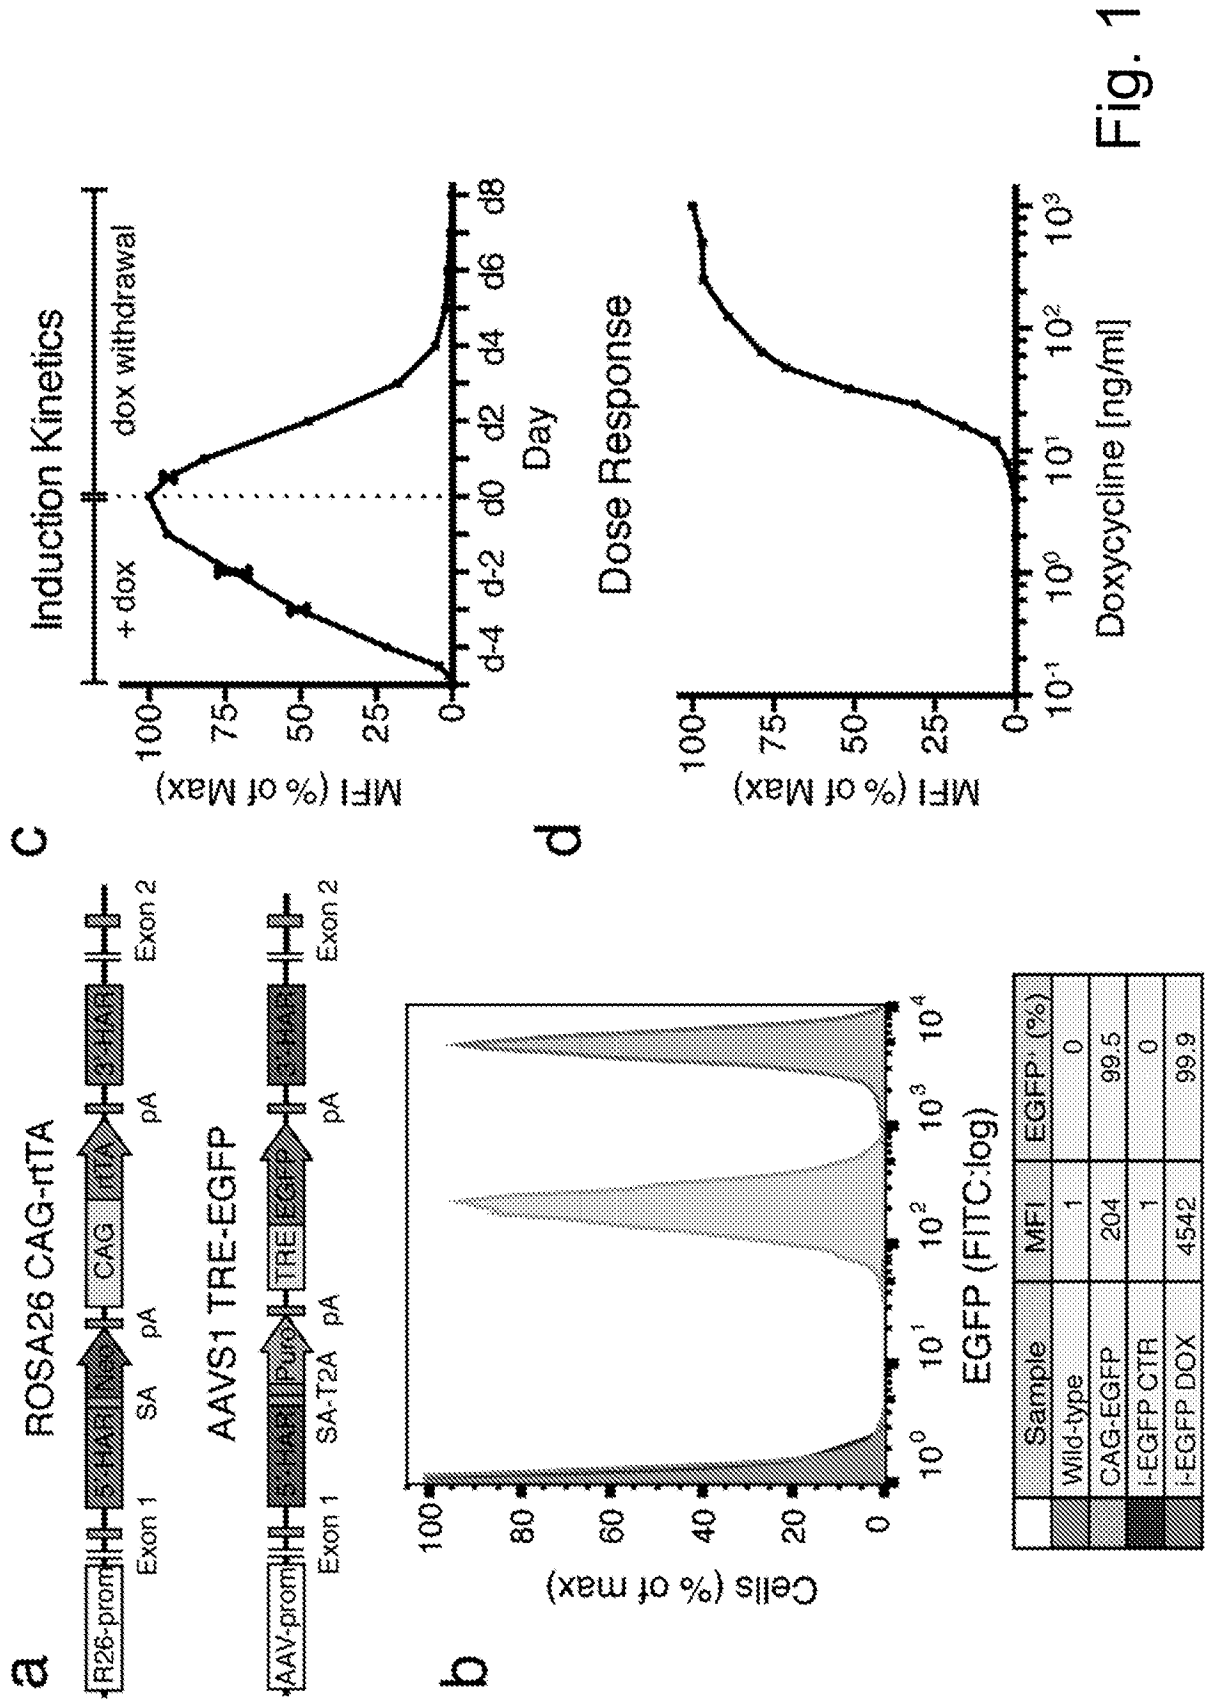 a
ROSA26 CAG-rtTA
R26-prom 5'-HAR Neo CAG rtTA 3'-HAR
Exon 1 SA pA pA Exon 2
AAVS1 TRE-EGFP
AAV-prom 5'-HAR Puro TRE EGFP 3'-HAR
Exon 1 SA-T2A pA pA Exon 2
b
Cells (% of max)
100
80
60
40
20
0
10⁰ 10¹ 10² 10³ 10⁴
EGFP (FITC:log)
Sample MFI EGFP⁺ (%)
Wild-type 1 0
CAG-EGFP 204 99.5
i-EGFP CTR 1 0
i-EGFP DOX 4542 99.9
c
Induction Kinetics
+ dox dox withdrawal
MFI (% of Max)
100
75
50
25
0
d-4 d-2 d0 d2 d4 d6 d8
Day
d
Dose Response
MFI (% of Max)
100
75
50
25
0
10⁻¹ 10⁰ 10¹ 10² 10³
Doxycycline [ng/ml]
Fig. 1